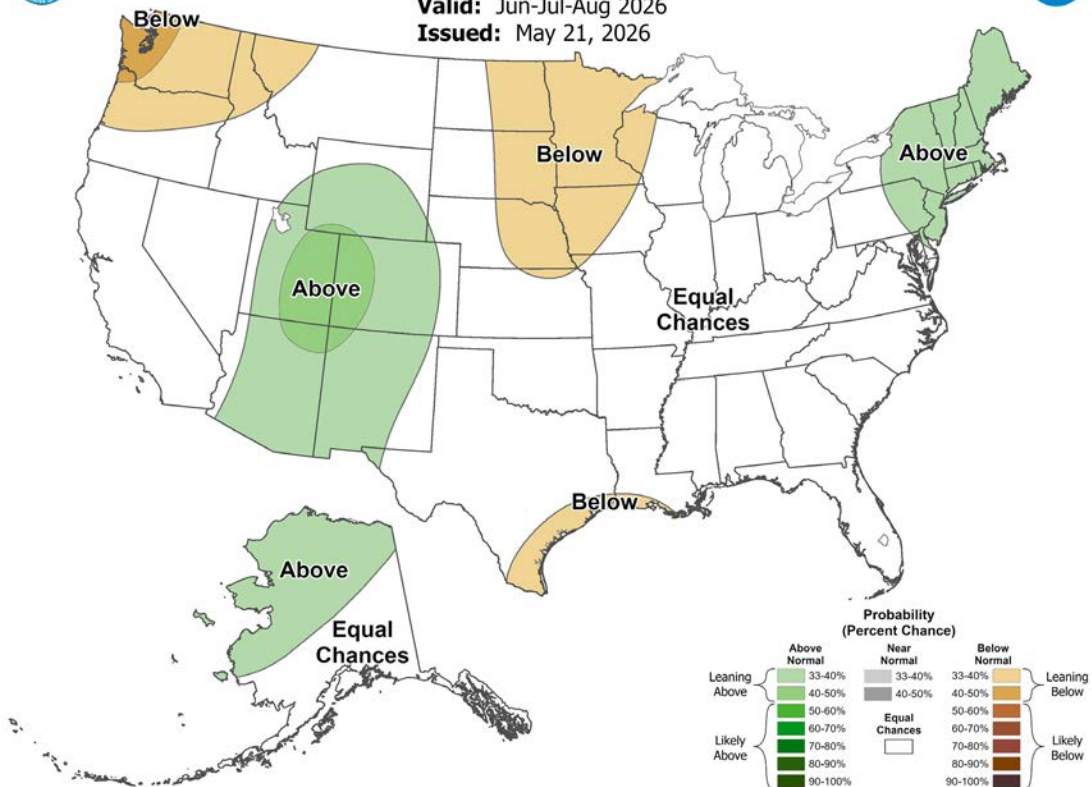 Valid: Jun-Jul-Aug 2026
Issued: May 21, 2026
Below
Below
Above
Above
Equal
Chances
Below
Above
Equal
Chances
Probability
(Percent Chance)
Above
Normal
Near
Normal
Below
Normal
Leaning
Above
33-40%
40-50%
33-40%
40-50%
33-40%
40-50%
Leaning
Below
Likely
Above
50-60%
60-70%
70-80%
80-90%
90-100%
Equal
Chances
50-60%
60-70%
70-80%
80-90%
90-100%
Likely
Below